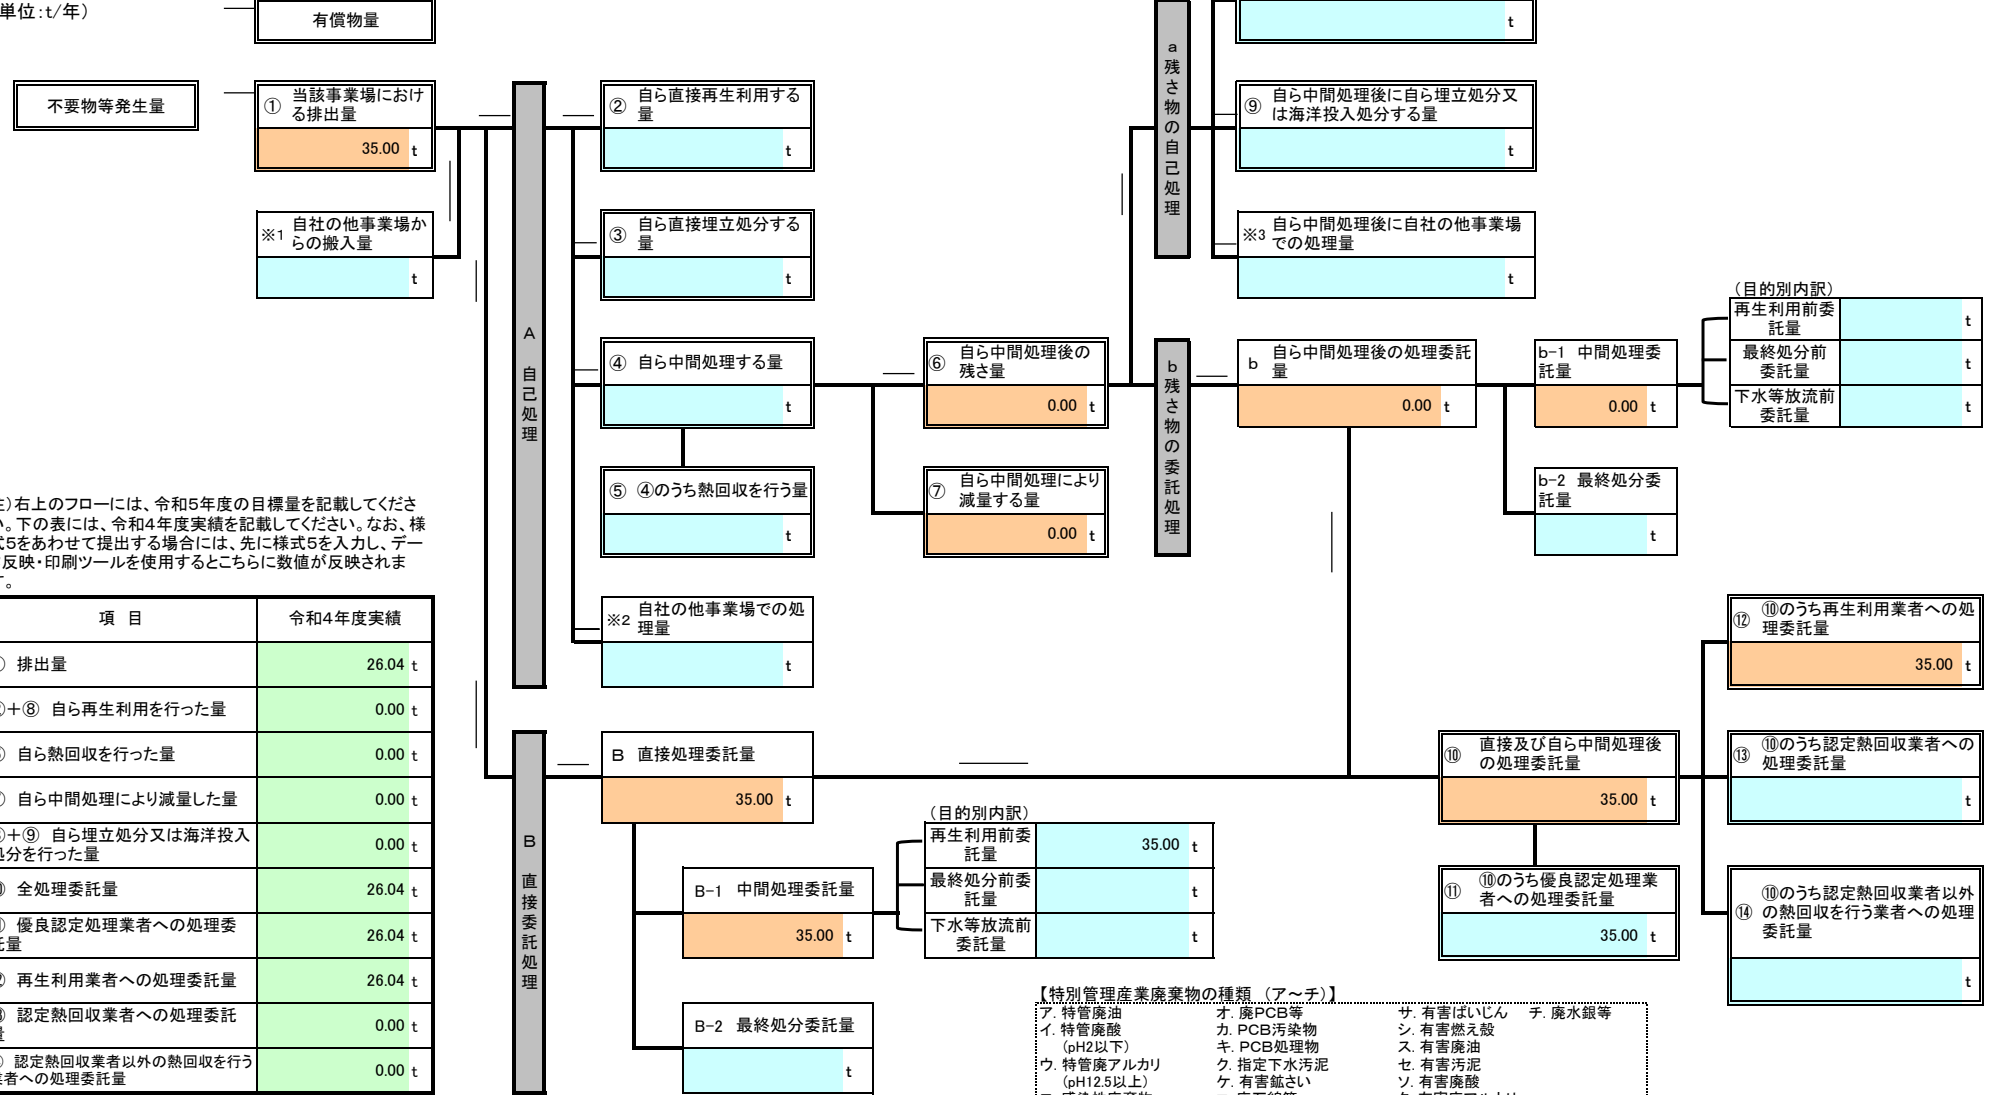 単位:t/年)
有償物量
t
不要物等発生量
① 当該事業場におけ
る排出量
35.00 t
※1 自社の他事業場か
らの搬入量
t
A 自己処理
② 自ら直接再生利用する
量
t
③ 自ら直接埋立処分する
量
t
④ 自ら中間処理する量
t
⑤ ④のうち熱回収を行う量
t
※2 自社の他事業場での処
理量
t
⑥ 自ら中間処理後の
残さ量
0.00 t
⑦ 自ら中間処理により
減量する量
0.00 t
a 残さ物の自己処理
⑨ 自ら中間処理後に自ら埋立処分又
は海洋投入処分する量
t
※3 自ら中間処理後に自社の他事業場
での処理量
t
b 残さ物の委託処理
b 自ら中間処理後の処理委託
量
0.00 t
b-1 中間処理委
託量
0.00 t
b-2 最終処分委
託量
t
(目的別内訳)
再生利用前委
託量
t
最終処分前
委託量
t
下水等放流前
委託量
t
)右上のフローには、令和5年度の目標量を記載してくださ
。下の表には、令和4年度実績を記載してください。なお、様
式5をあわせて提出する場合には、先に様式5を入力し、デー
反映・印刷ツールを使用するとこちらに数値が反映されま
。
項 目 令和4年度実績
排出量 26.04 t
+⑧ 自ら再生利用を行った量 0.00 t
自ら熱回収を行った量 0.00 t
自ら中間処理により減量した量 0.00 t
+⑨ 自ら埋立処分又は海洋投入
処分を行った量 0.00 t
全処理委託量 26.04 t
優良認定処理業者への処理委
託量 26.04 t
再生利用業者への処理委託量 26.04 t
認定熱回収業者への処理委託
量 0.00 t
認定熱回収業者以外の熱回収を行う
業者への処理委託量 0.00 t
B 直接委託処理
B 直接処理委託量
35.00 t
B-1 中間処理委託量
35.00 t
B-2 最終処分委託量
t
(目的別内訳)
再生利用前委
託量
35.00 t
最終処分前委
託量
t
下水等放流前
委託量
t
⑩ 直接及び自ら中間処理後
の処理委託量
35.00 t
⑪ ⑩のうち優良認定処理業
者への処理委託量
35.00 t
⑫ ⑩のうち再生利用業者への処
理委託量
35.00 t
⑬ ⑩のうち認定熱回収業者への
処理委託量
t
⑭ ⑩のうち認定熱回収業者以外
の熱回収を行う業者への処理
委託量
t
【特別管理産業廃棄物の種類 (ア~チ)】
ア. 特管廃油 オ. 廃PCB等 サ. 有害ばいじん チ. 廃水銀等
イ. 特管廃酸 カ. PCB汚染物 シ. 有害燃え殻
(pH2以下) キ. PCB処理物 ス. 有害廃油
ウ. 特管廃アルカリ ク. 指定下水汚泥 セ. 有害汚泥
(pH12.5以上) ケ. 有害鉱さい ソ. 有害廃酸